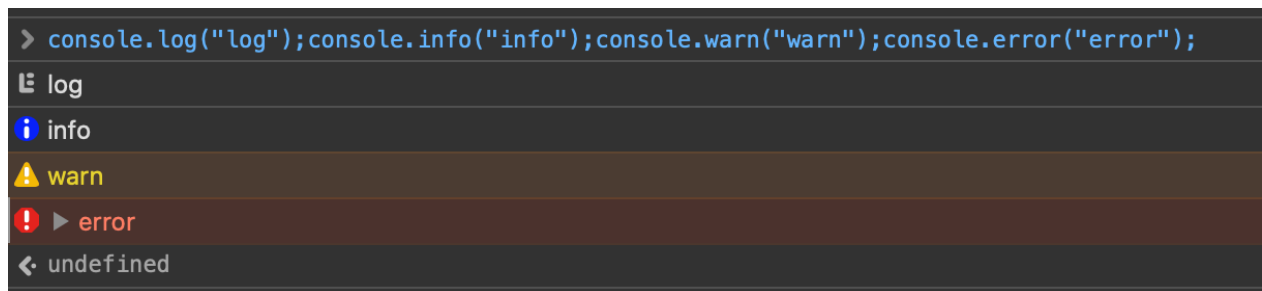 console.log("log");console.info("info");console.warn("warn");console.error("error");
log
info
warn
error
undefined